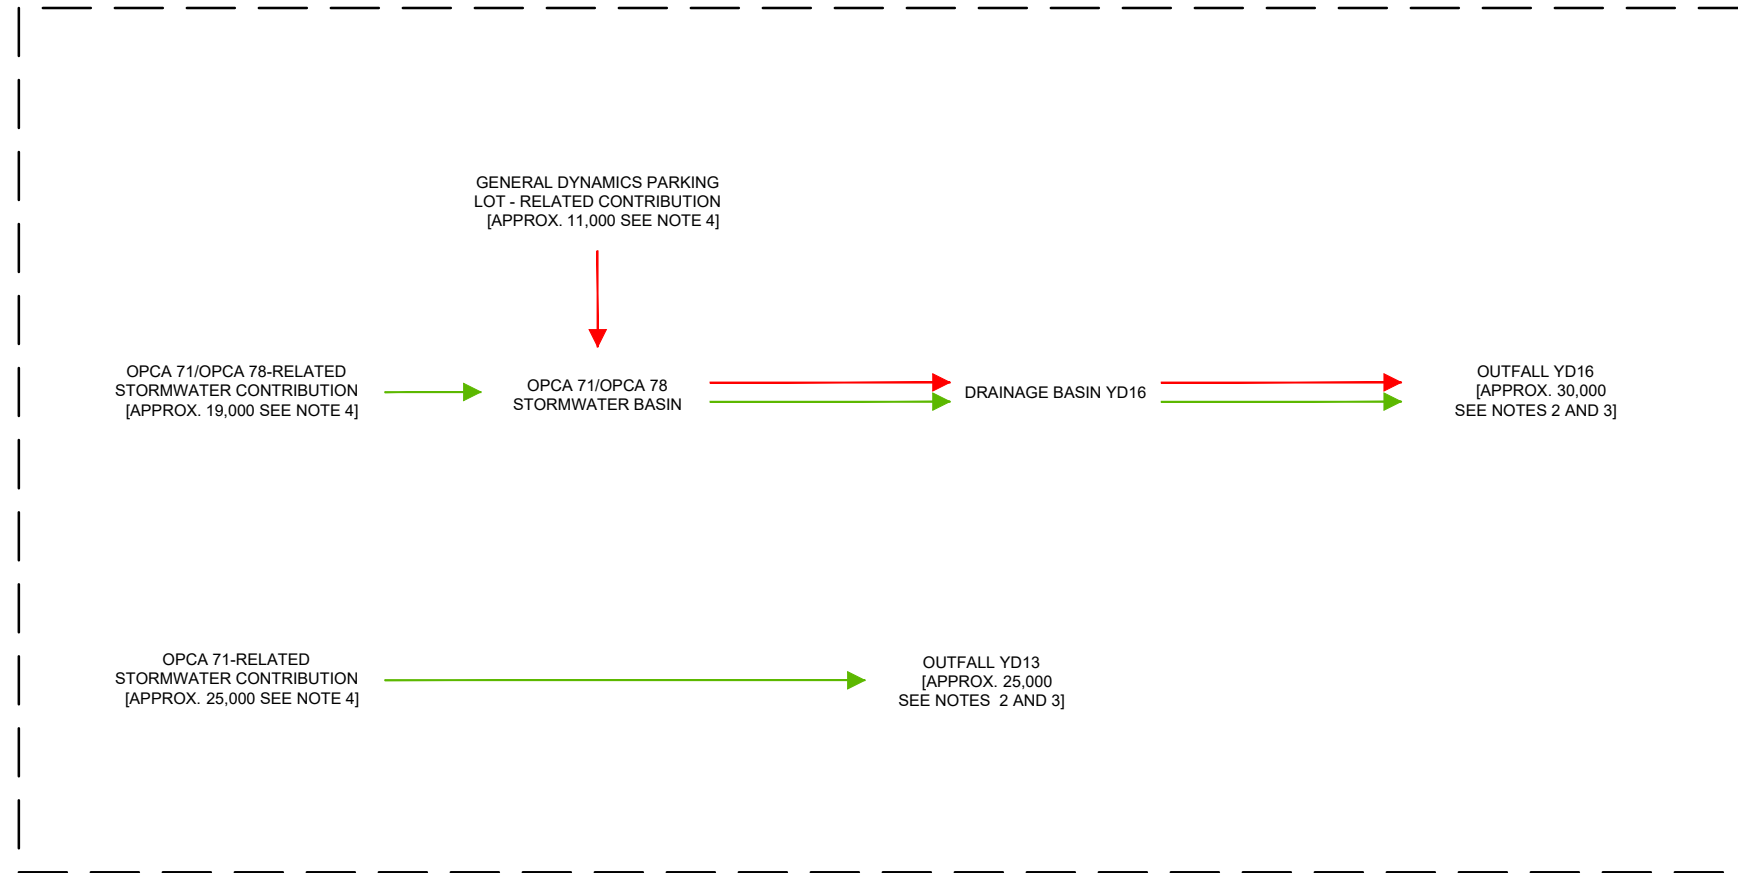 GENERAL DYNAMICS PARKING
LOT - RELATED CONTRIBUTION
[APPROX. 11,000 SEE NOTE 4]
OPCA 71/OPCA 78-RELATED
STORMWATER CONTRIBUTION
[APPROX. 19,000 SEE NOTE 4]
OPCA 71/OPCA 78
STORMWATER BASIN
DRAINAGE BASIN YD16
OUTFALL YD16
[APPROX. 30,000
SEE NOTES 2 AND 3]
OPCA 71-RELATED
STORMWATER CONTRIBUTION
[APPROX. 25,000 SEE NOTE 4]
OUTFALL YD13
[APPROX. 25,000
SEE NOTES  2 AND 3]